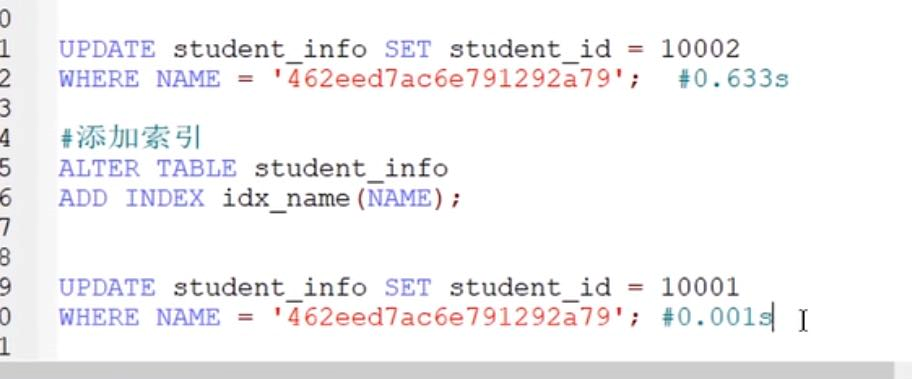 0
1 UPDATE student_info SET student_id = 10002
2 WHERE NAME = '462eed7ac6e791292a79'; #0.633s
3
4 #添加索引
5 ALTER TABLE student_info
6 ADD INDEX idx_name(NAME);
7
8
9 UPDATE student_info SET student_id = 10001
0 WHERE NAME = '462eed7ac6e791292a79'; #0.001s
1